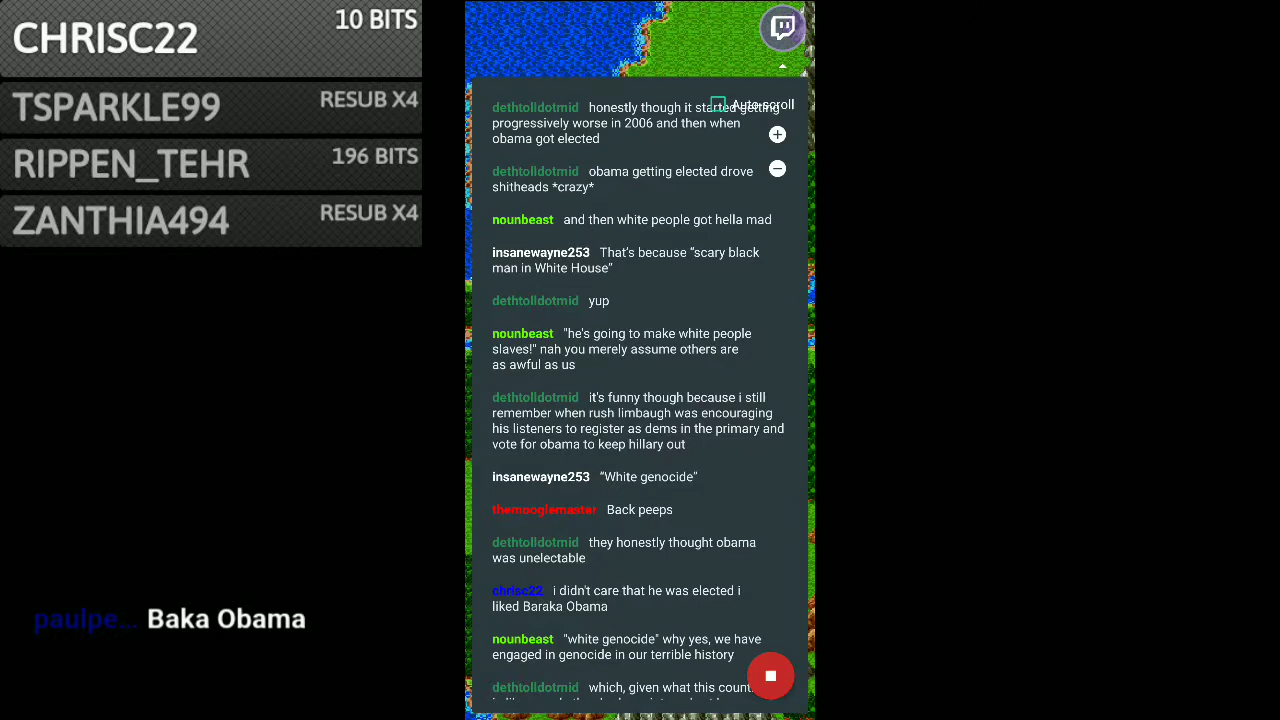 CHRISC22 10 BITS
TSPARKLE99 RESUB X4
RIPPEN_TEHR 196 BITS
ZANTHIA494 RESUB X4
Auto scroll
dethtolldotmid honestly though it started getting
progressively worse in 2006 and then when
obama got elected
dethtolldotmid obama getting elected drove
shitheads *crazy*
nounbeast and then white people got hella mad
insanewayne253 That's because “scary black
man in White House”
dethtolldotmid yup
nounbeast "he's going to make white people
slaves!" nah you merely assume others are
as awful as us
dethtolldotmid it's funny though because i still
remember when rush limbaugh was encouraging
his listeners to register as dems in the primary and
vote for obama to keep hillary out
insanewayne253 “White genocide”
themooglemaster Back peeps
dethtolldotmid they honestly thought obama
was unelectable
chrisc22 i didn't care that he was elected i
liked Baraka Obama
nounbeast "white genocide" why yes, we have
engaged in genocide in our terrible history
dethtolldotmid which, given what this count
paulpe... Baka Obama